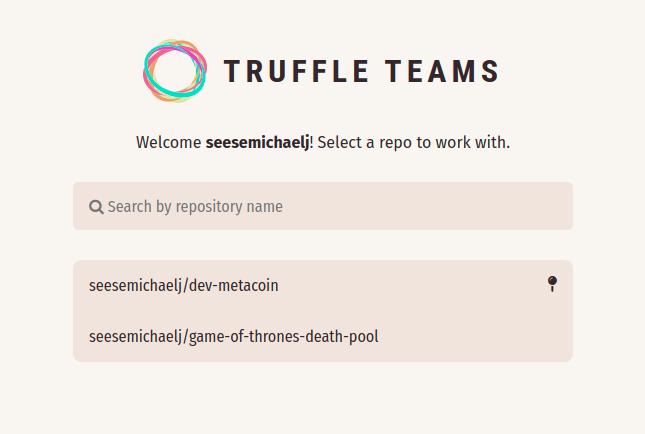 TRUFFLE TEAMS
Welcome seesemichaelj! Select a repo to work with.
Search by repository name
seesemichaelj/dev-metacoin
seesemichaelj/game-of-thrones-death-pool